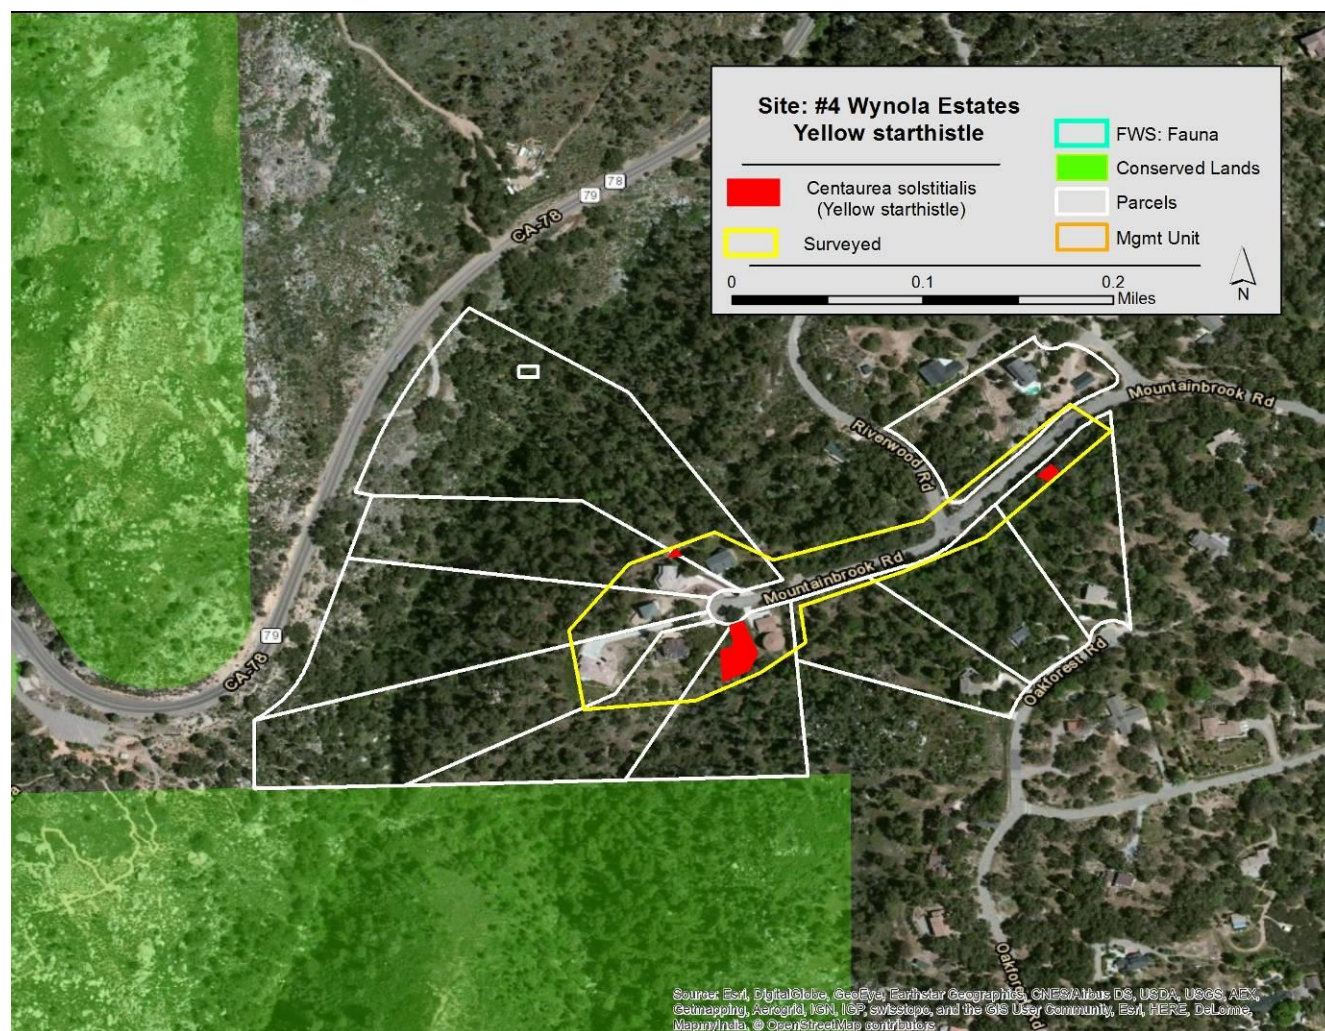 Site: #4 Wynola Estates
Yellow starthistle
Centaurea solstitialis
(Yellow starthistle)
Surveyed
FWS: Fauna
Conserved Lands
Parcels
Mgmt Unit
N
0 0.1 0.2
Miles
78
79
CA-78
Mountainbrook Rd
Riverwood Rd
Mountainbrook Rd
79
CA-78
Oakforest Rd
Source: Esri, DigitalGlobe, GeoEye, Earthstar Geographics, CNES/Airbus DS, USDA, USGS, AEX,
Getmapping, Aerogrid, IGN, IGP, swisstopo, and the GIS User Community, Esri, HERE, DeLorme,
MapmyIndia, © OpenStreetMap contributors